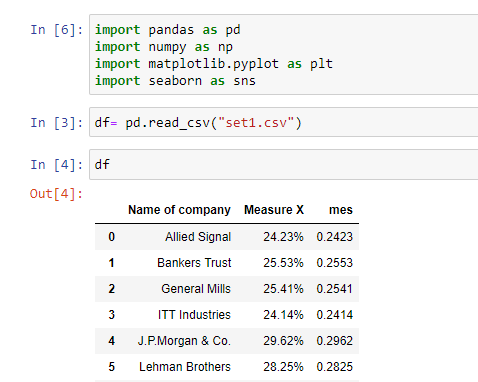 In [6]: import pandas as pd
import numpy as np
import matplotlib.pyplot as plt
import seaborn as sns
In [3]: df= pd.read_csv("set1.csv")
In [4]: df
Out[4]:
Name of company Measure X mes
0 Allied Signal 24.23% 0.2423
1 Bankers Trust 25.53% 0.2553
2 General Mills 25.41% 0.2541
3 ITT Industries 24.14% 0.2414
4 J.P.Morgan & Co. 29.62% 0.2962
5 Lehman Brothers 28.25% 0.2825